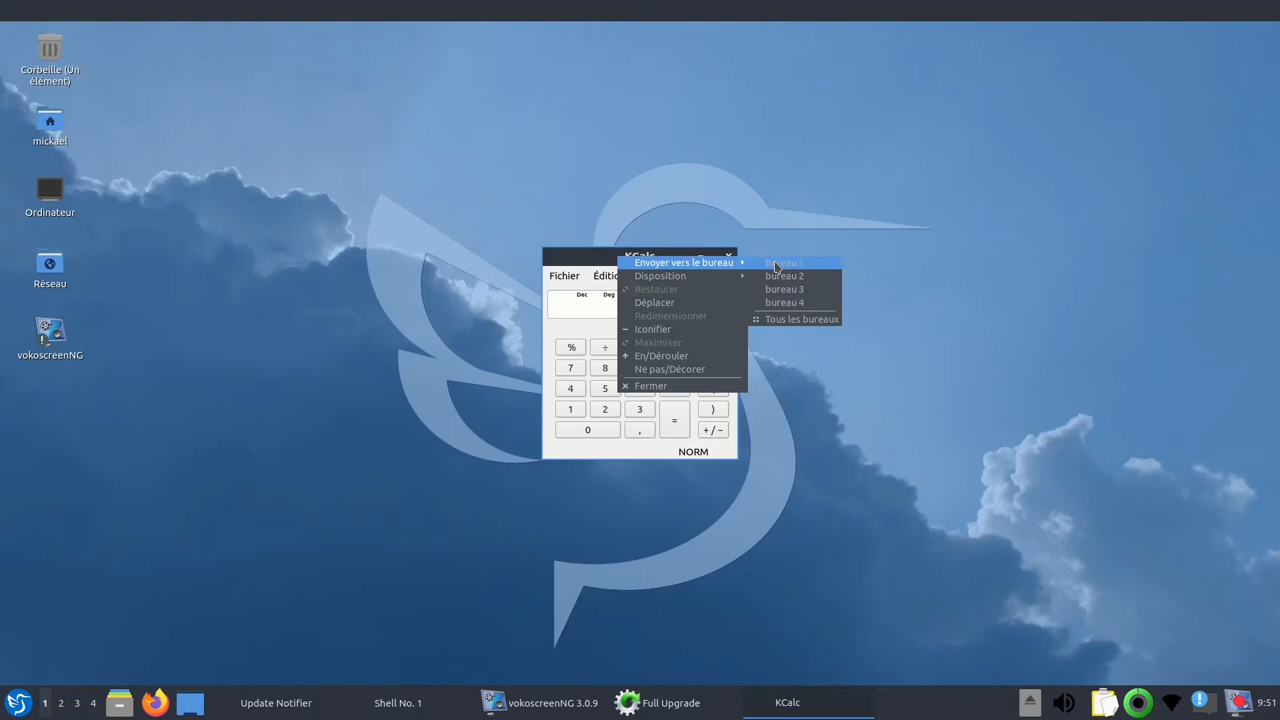 Corbeille (Un
élément)
mickael
Ordinateur
Réseau
vokoscreenNG
Fichier
Dec
Deg
%
÷
7
8
4
5
1
2
3
=
)
0
,
+ / −
NORM
Envoyer vers le bureau
Disposition
Restaurer
Déplacer
Redimensionner
Iconifier
Maximiser
En/Dérouler
Ne pas/Décorer
Fermer
bureau 1
bureau 2
bureau 3
bureau 4
Tous les bureaux
1 2 3 4
Update Notifier
Shell No. 1
vokoscreenNG 3.0.9
Full Upgrade
KCalc
9:51